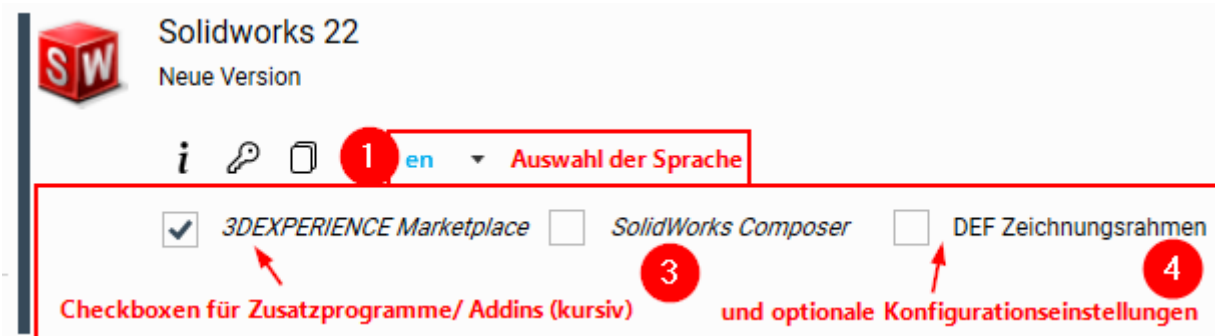 Solidworks 22
SW
Neue Version
i 1 en Auswahl der Sprache
3DEXPERIENCE Marketplace SolidWorks Composer DEF Zeichnungsrahmen
3 4
Checkboxen für Zusatzprogramme/ Addins (kursiv) und optionale Konfigurationseinstellungen